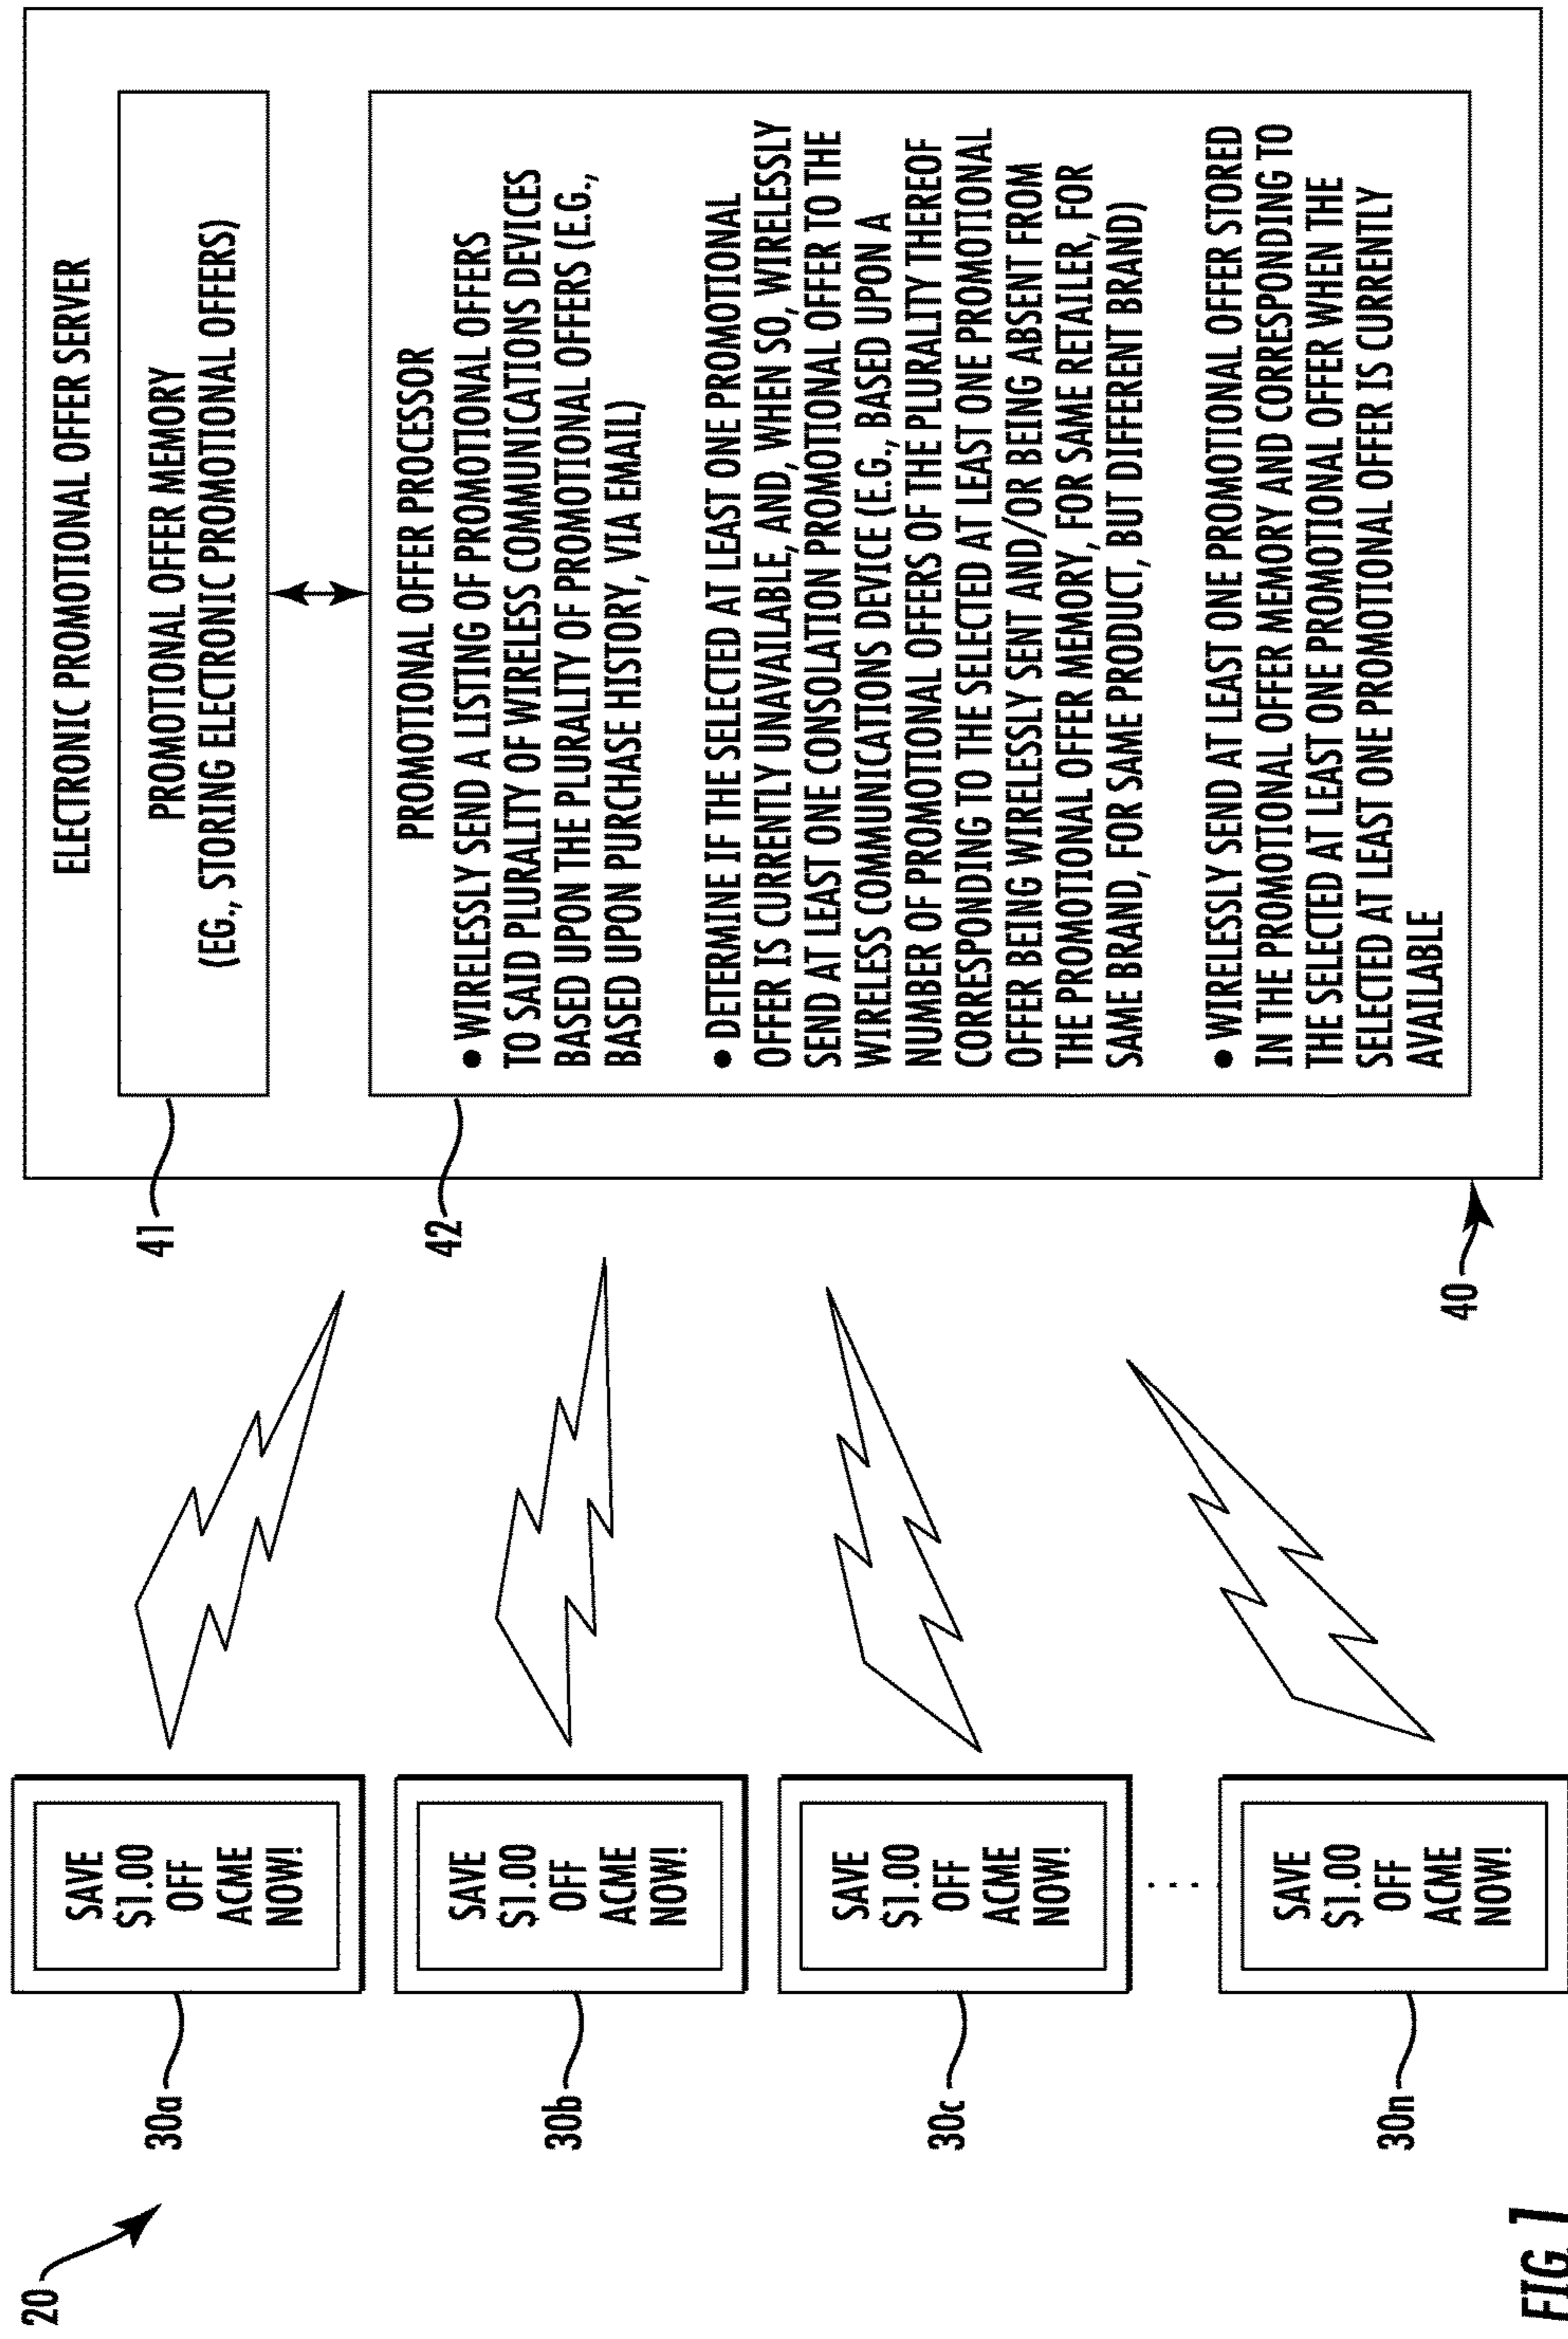 20
30a
SAVE
$1.00
OFF
ACME
NOW!
30b
SAVE
$1.00
OFF
ACME
NOW!
30c
SAVE
$1.00
OFF
ACME
NOW!
. . . .
30n
SAVE
$1.00
OFF
ACME
NOW!
41
42
40
ELECTRONIC PROMOTIONAL OFFER SERVER
PROMOTIONAL OFFER MEMORY
(EG., STORING ELECTRONIC PROMOTIONAL OFFERS)
PROMOTIONAL OFFER PROCESSOR
● WIRELESSLY SEND A LISTING OF PROMOTIONAL OFFERS
TO SAID PLURALITY OF WIRELESS COMMUNICATIONS DEVICES
BASED UPON THE PLURALITY OF PROMOTIONAL OFFERS (E.G.,
BASED UPON PURCHASE HISTORY, VIA EMAIL)
● DETERMINE IF THE SELECTED AT LEAST ONE PROMOTIONAL
OFFER IS CURRENTLY UNAVAILABLE, AND, WHEN SO, WIRELESSLY
SEND AT LEAST ONE CONSOLATION PROMOTIONAL OFFER TO THE
WIRELESS COMMUNICATIONS DEVICE (E.G., BASED UPON A
NUMBER OF PROMOTIONAL OFFERS OF THE PLURALITY THEREOF
CORRESPONDING TO THE SELECTED AT LEAST ONE PROMOTIONAL
OFFER BEING WIRELESSLY SENT AND/OR BEING ABSENT FROM
THE PROMOTIONAL OFFER MEMORY, FOR SAME RETAILER, FOR
SAME BRAND, FOR SAME PRODUCT, BUT DIFFERENT BRAND)
● WIRELESSLY SEND AT LEAST ONE PROMOTIONAL OFFER STORED
IN THE PROMOTIONAL OFFER MEMORY AND CORRESPONDING TO
THE SELECTED AT LEAST ONE PROMOTIONAL OFFER WHEN THE
SELECTED AT LEAST ONE PROMOTIONAL OFFER IS CURRENTLY
AVAILABLE
FIG. 1